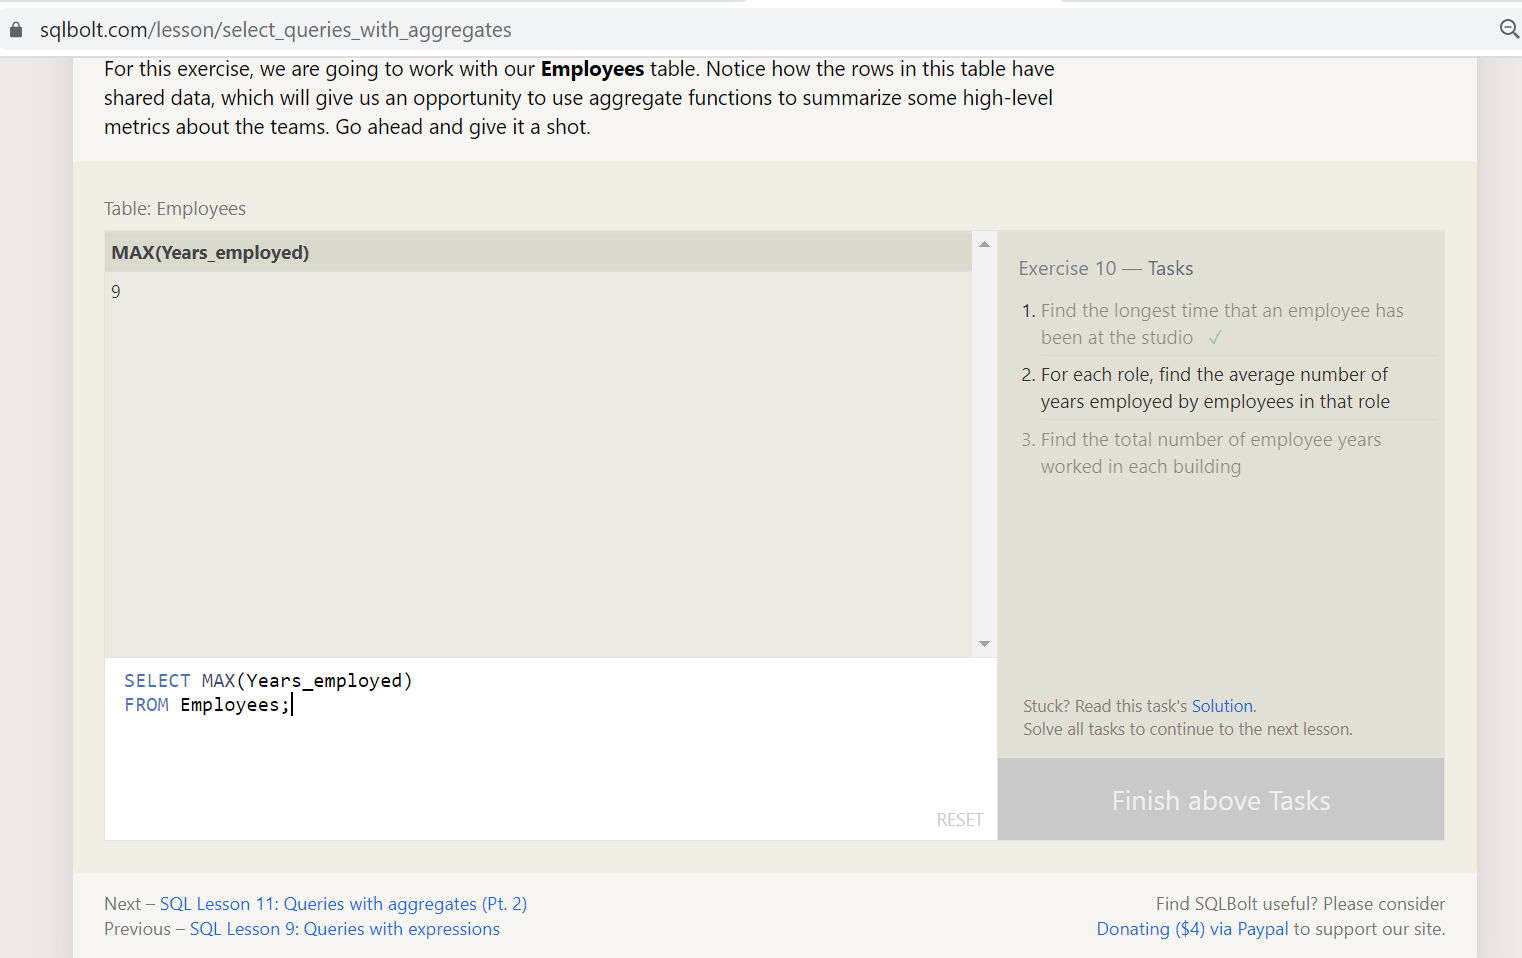 sqlbolt.com/lesson/select_queries_with_aggregates
For this exercise, we are going to work with our Employees table. Notice how the rows in this table have
shared data, which will give us an opportunity to use aggregate functions to summarize some high-level
metrics about the teams. Go ahead and give it a shot.
Table: Employees
MAX(Years_employed)
9
SELECT MAX(Years_employed)
FROM Employees;
RESET
Exercise 10 — Tasks
1. Find the longest time that an employee has
been at the studio ✓
2. For each role, find the average number of
years employed by employees in that role
3. Find the total number of employee years
worked in each building
Stuck? Read this task's Solution.
Solve all tasks to continue to the next lesson.
Finish above Tasks
Next – SQL Lesson 11: Queries with aggregates (Pt. 2)
Previous – SQL Lesson 9: Queries with expressions
Find SQLBolt useful? Please consider
Donating ($4) via Paypal to support our site.